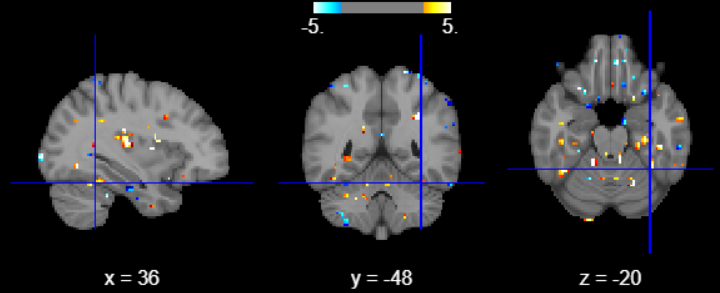 -5. 5.
x = 36 y = -48 z = -20